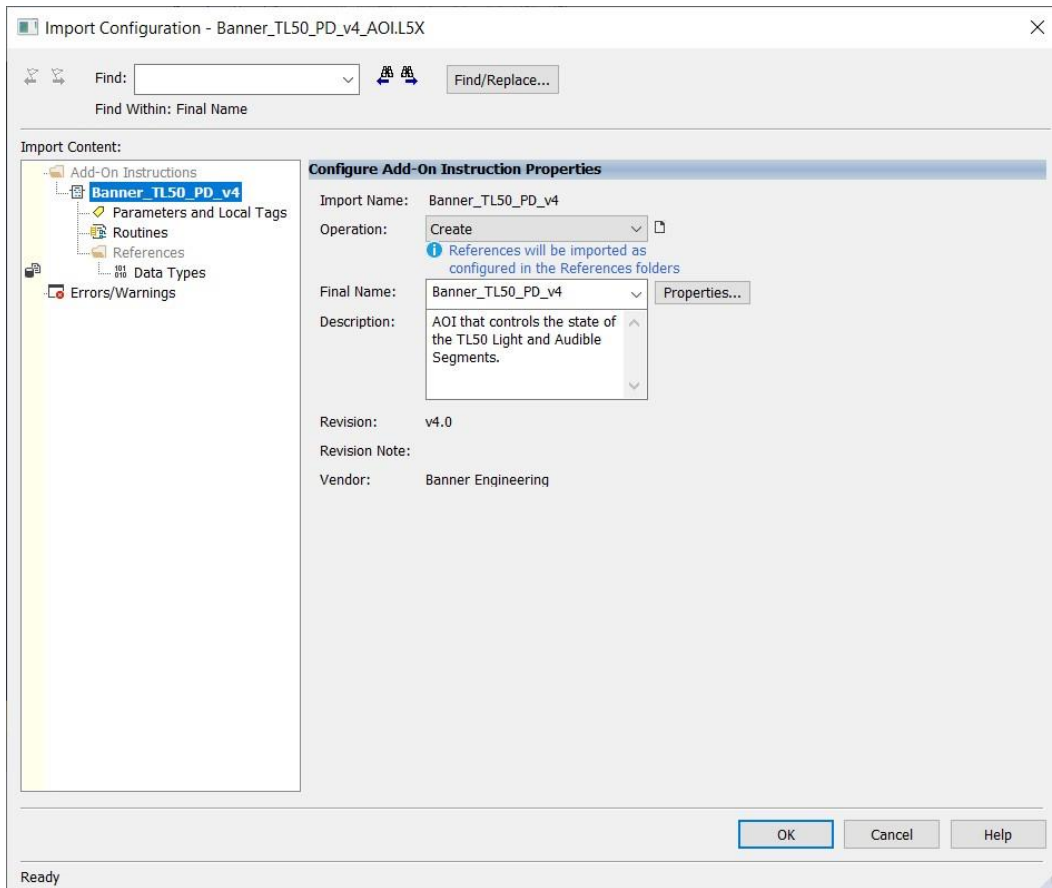 Import Configuration - Banner_TL50_PD_v4_AOI.L5X
Find:
Find/Replace...
Find Within: Final Name
Import Content:
Add-On Instructions
Banner_TL50_PD_v4
Parameters and Local Tags
Routines
References
Data Types
Errors/Warnings
Configure Add-On Instruction Properties
Import Name: Banner_TL50_PD_v4
Operation: Create
References will be imported as
configured in the References folders
Final Name: Banner_TL50_PD_v4 Properties...
Description: AOI that controls the state of
the TL50 Light and Audible
Segments.
Revision: v4.0
Revision Note:
Vendor: Banner Engineering
OK Cancel Help
Ready